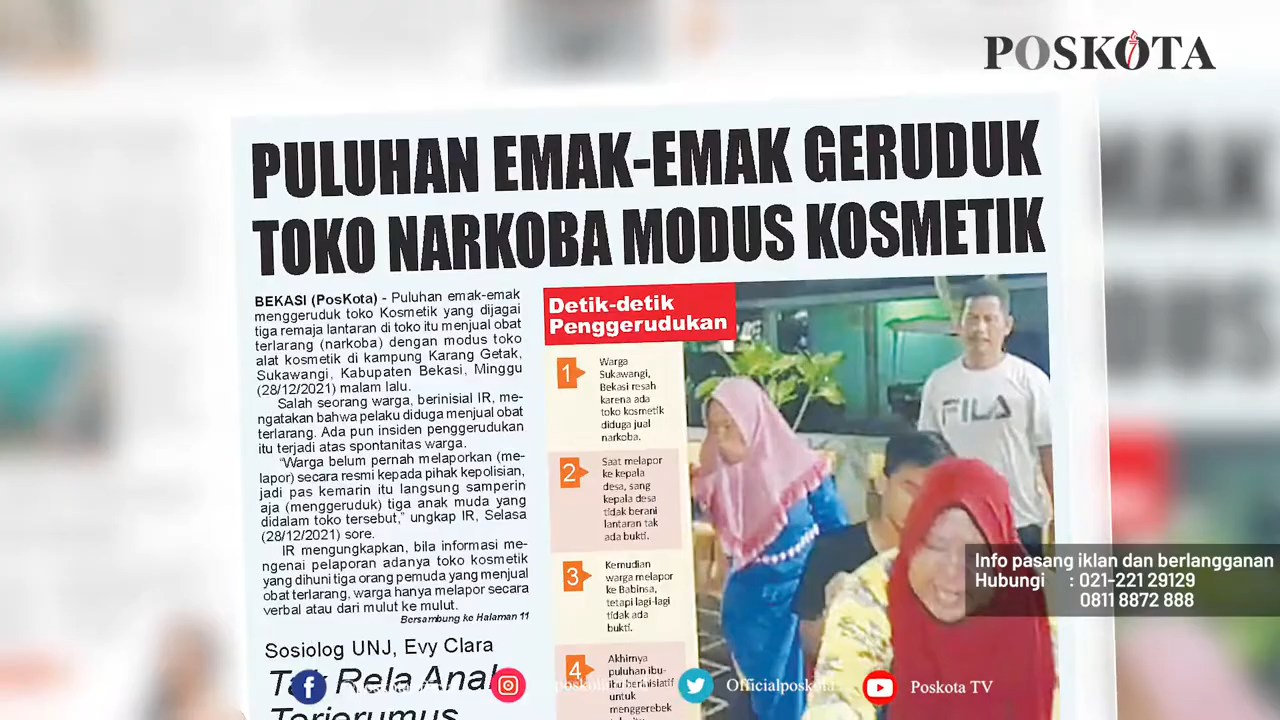 POSKOTA
PULUHAN EMAK-EMAK GERUDUK
TOKO NARKOBA MODUS KOSMETIK
BEKASI (PosKota) - Puluhan emak-emak
menggeruduk toko Kosmetik yang dijagai
tiga remaja lantaran di toko itu menjual obat
terlarang (narkoba) dengan modus toko
alat kosmetik di kampung Karang Getak,
Sukawangi, Kabupaten Bekasi, Minggu
(28/12/2021) malam lalu.
Salah seorang warga, berinisial IR, me-
ngatakan bahwa pelaku diduga menjual obat
terlarang. Ada pun insiden penggerudukan
itu terjadi atas spontanitas warga.
"Warga belum pernah melaporkan (me-
lapor) secara resmi kepada pihak kepolisian,
jadi pas kemarin itu langsung samperin
aja (menggeruduk) tiga anak muda yang
didalam toko tersebut," ungkap IR, Selasa
(28/12/2021) sore.
IR mengungkapkan, bila informasi me-
ngenai pelaporan adanya toko kosmetik
yang dihuni tiga orang pemuda yang menjual
obat terlarang, warga hanya melapor secara
verbal atau dari mulut ke mulut.
Bersambung ke Halaman 11
Sosiolog UNJ, Evy Clara
Tak Rela Anak
Terjerumus
Detik-detik
Penggerudukan
1
Warga
Sukawangi,
Bekasi resah
karena ada
toko kosmetik
diduga jual
narkoba.
2
Saat melapor
ke kepala
desa, sang
kepala desa
tidak berani
lantaran tak
ada bukti.
3
Kemudian
warga melapor
ke Babinsa,
tetapi lagi-lagi
tidak ada
bukti.
4
Akhirnya
puluhan ibu-
ibu berinisiatif
untuk
menggerebek
FILA
Info pasang iklan dan berlangganan
Hubungi : 021-221 29129
0811 8872 888
Officialposkota
Poskota TV